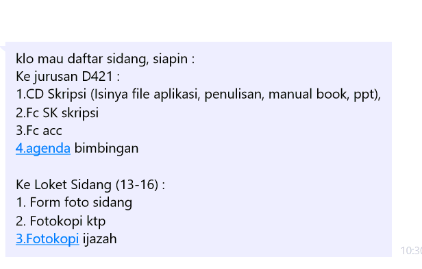 klo mau daftar sidang, siapin :
Ke jurusan D421 :
1.CD Skripsi (Isinya file aplikasi, penulisan, manual book, ppt),
2.Fc SK skripsi
3.Fc acc
4.agenda bimbingan
Ke Loket Sidang (13-16) :
1. Form foto sidang
2. Fotokopi ktp
3.Fotokopi ijazah